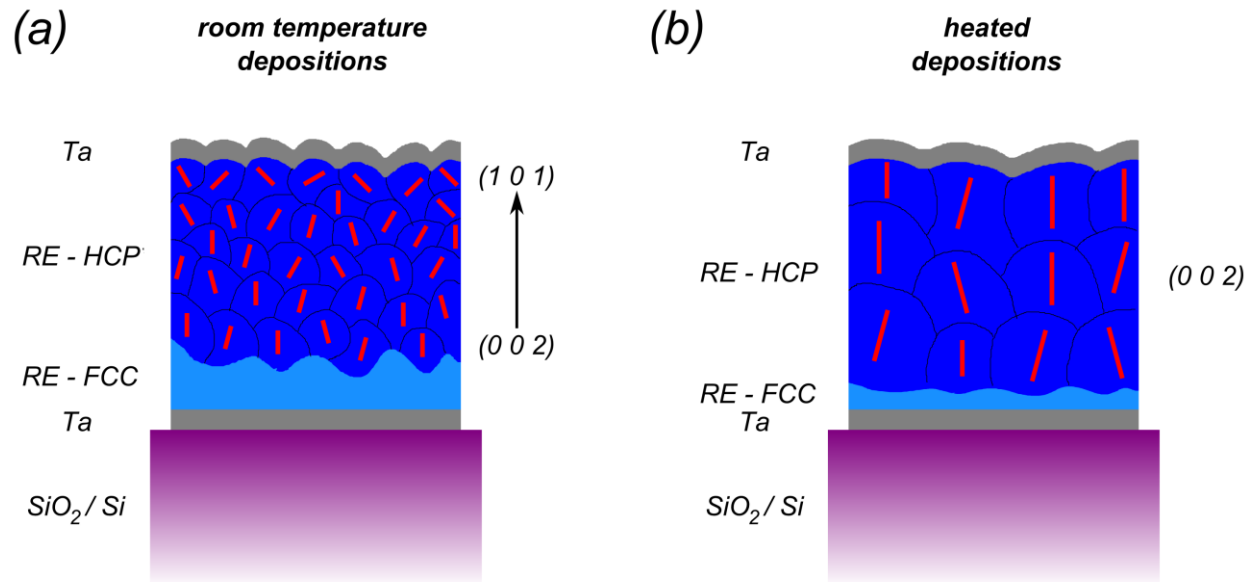 (a)
room temperature
depositions
Ta
(1 0 1)
RE - HCP
(0 0 2)
RE - FCC
Ta
SiO2 / Si
(b)
heated
depositions
Ta
RE - HCP
(0 0 2)
RE - FCC
Ta
SiO2 / Si